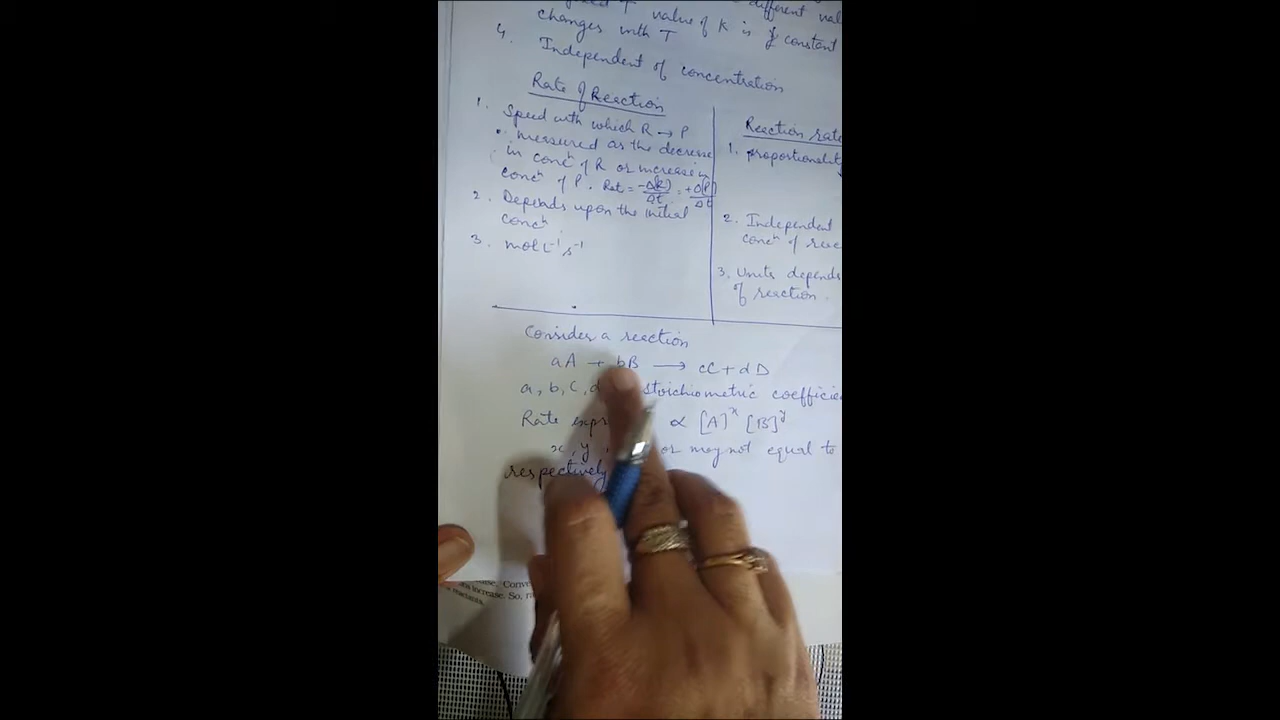 different val
value of K is constant
changes with T
4. Independent of concentration
Rate of Reaction
1. Speed with which R → P
• measured as the decrease
in concⁿ of R or increase in
concⁿ of P. Rat = -Δ[R]/Δt = +Δ[P]/Δt
2. Depends upon the initial
concⁿ.
3. mol L⁻¹ s⁻¹
Reaction rate
1. proportionality
2. Independent
concⁿ of
3. Units depends
of reaction.
Consider a reaction
aA + bB → cC + dD
a, b, c, d stoichiometric
Rate ∝ [A]ˣ [B]ʸ
x, y or may not equal to
respectively